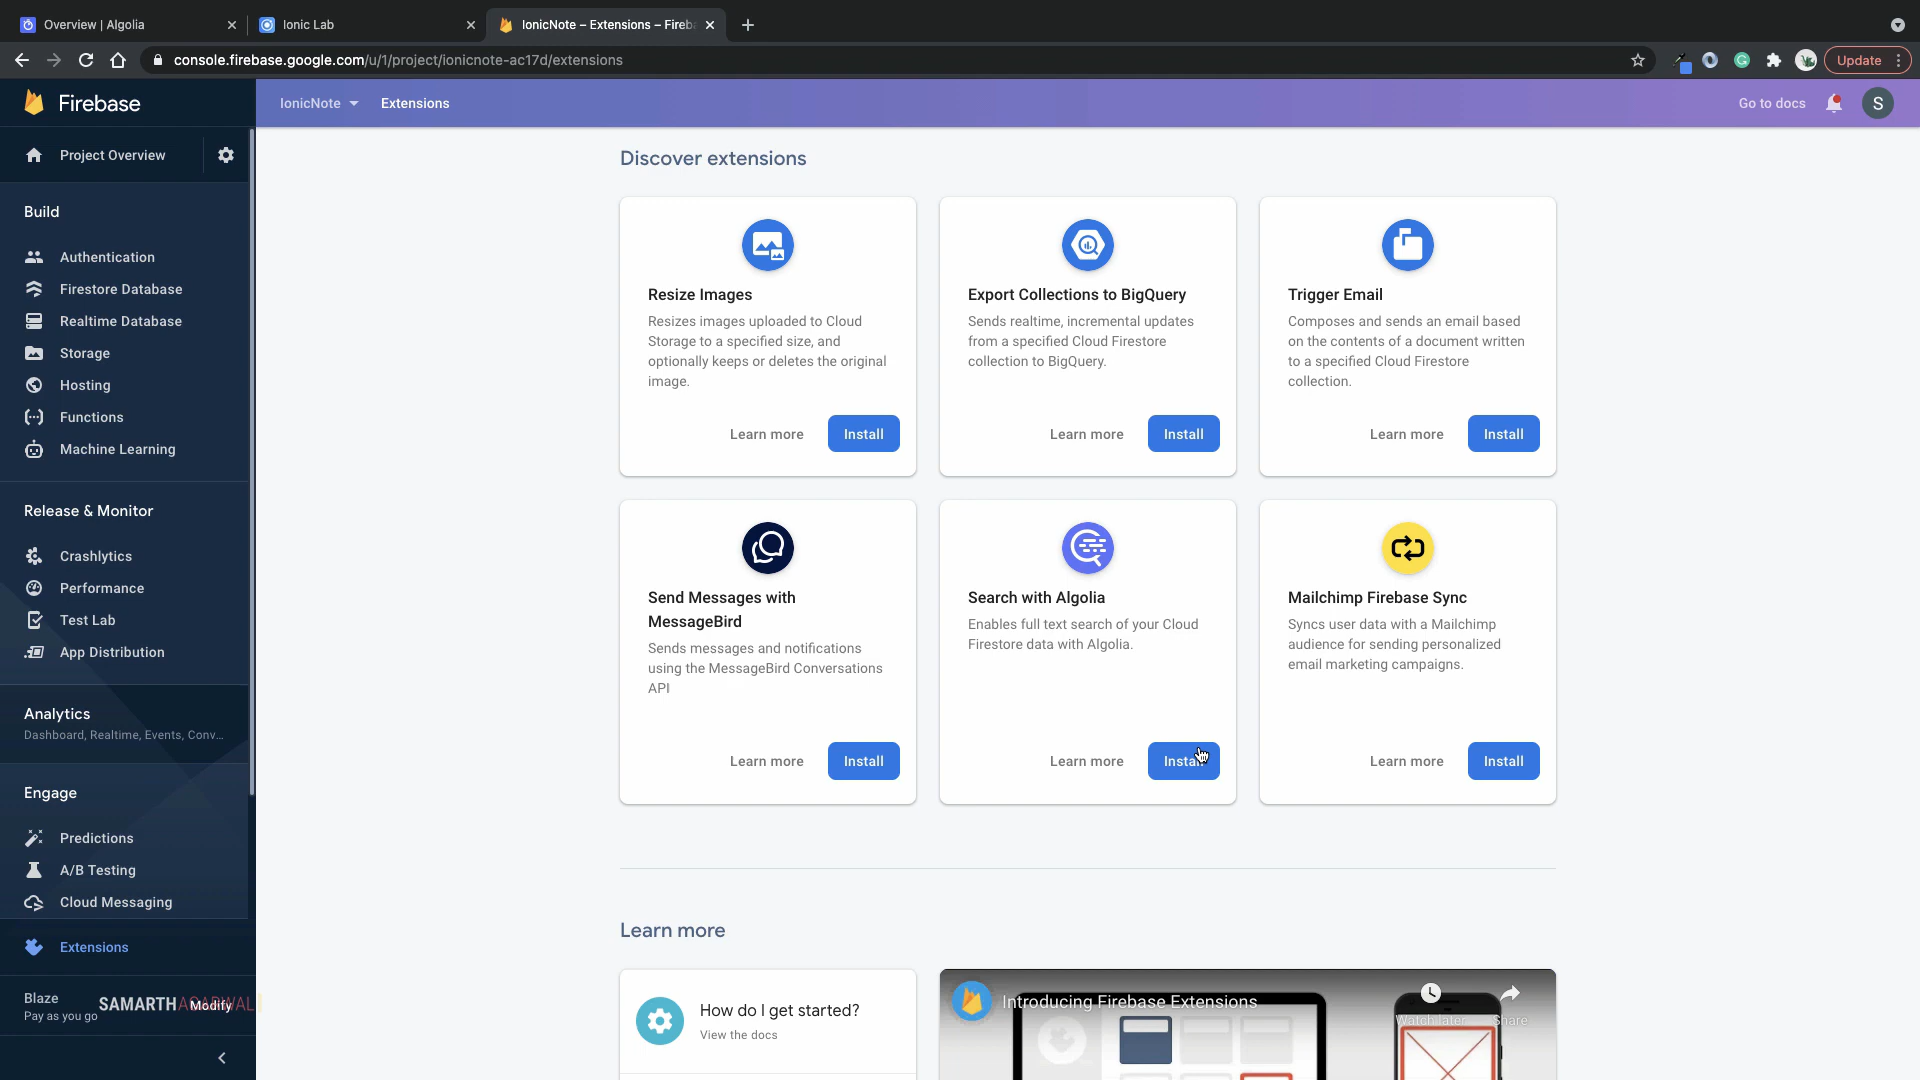 Overview | Algolia
Ionic Lab
IonicNote – Extensions – Fireb
console.firebase.google.com/u/1/project/ionicnote-ac17d/extensions
Update
Firebase
IonicNote
Extensions
Go to docs
S
Project Overview
Build
Authentication
Firestore Database
Realtime Database
Storage
Hosting
Functions
Machine Learning
Release & Monitor
Crashlytics
Performance
Test Lab
App Distribution
Analytics
Dashboard, Realtime, Events, Conv...
Engage
Predictions
A/B Testing
Cloud Messaging
Extensions
Blaze
Pay as you go
SAMARTH AGARWAL
Modify
Discover extensions
Resize Images
Resizes images uploaded to Cloud
Storage to a specified size, and
optionally keeps or deletes the original
image.
Learn more
Install
Export Collections to BigQuery
Sends realtime, incremental updates
from a specified Cloud Firestore
collection to BigQuery.
Learn more
Install
Trigger Email
Composes and sends an email based
on the contents of a document written
to a specified Cloud Firestore
collection.
Learn more
Install
Send Messages with
MessageBird
Sends messages and notifications
using the MessageBird Conversations
API
Learn more
Install
Search with Algolia
Enables full text search of your Cloud
Firestore data with Algolia.
Learn more
Install
Mailchimp Firebase Sync
Syncs user data with a Mailchimp
audience for sending personalized
email marketing campaigns.
Learn more
Install
Learn more
How do I get started?
View the docs
Introducing Firebase Extensions
Watch later
Share